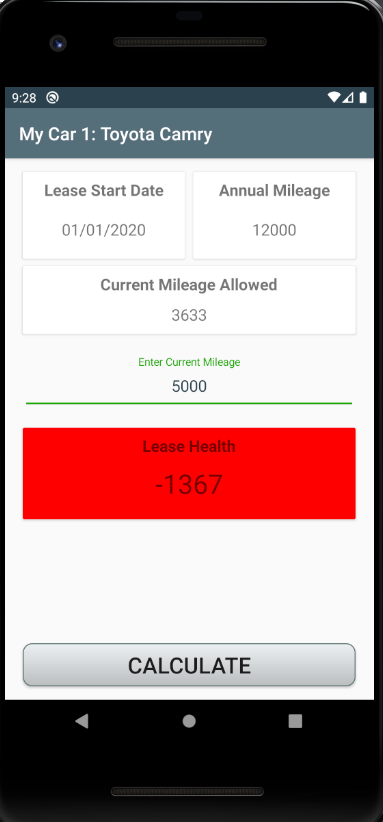 9:28
My Car 1: Toyota Camry
Lease Start Date
Annual Mileage
01/01/2020
12000
Current Mileage Allowed
3633
Enter Current Mileage
5000
Lease Health
-1367
CALCULATE